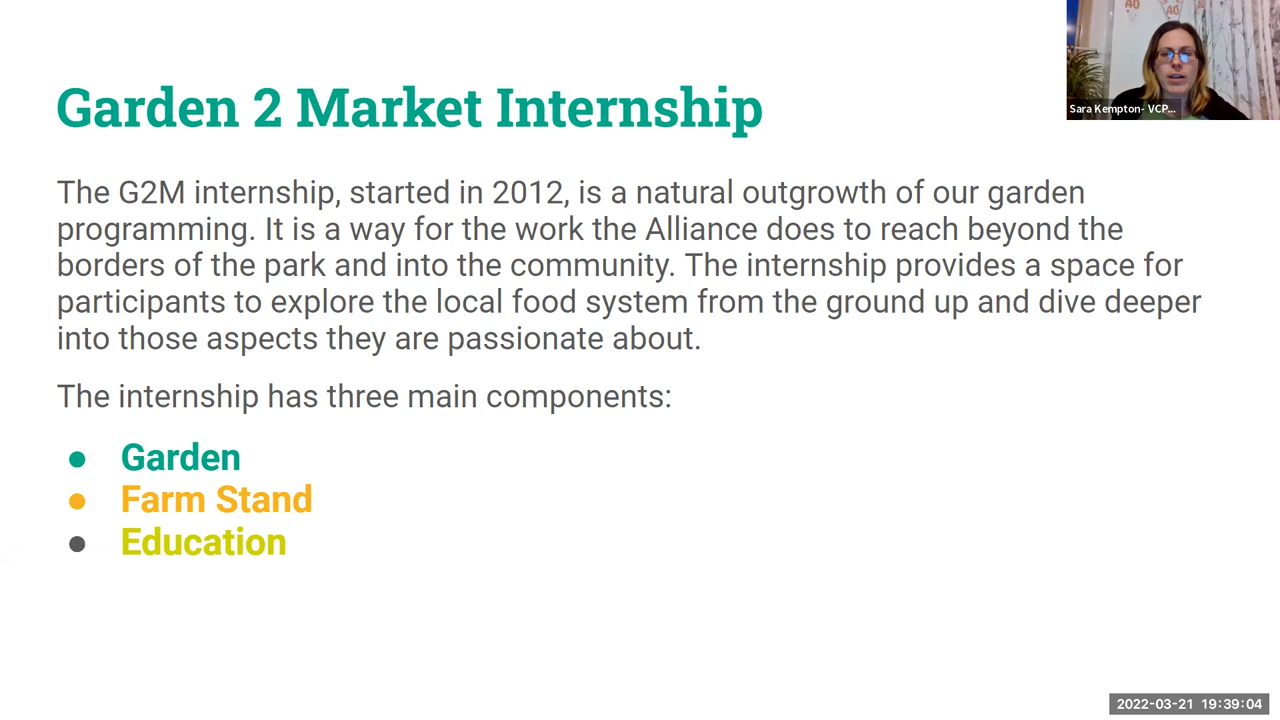 Garden 2 Market Internship
The G2M internship, started in 2012, is a natural outgrowth of our garden
programming. It is a way for the work the Alliance does to reach beyond the
borders of the park and into the community. The internship provides a space for
participants to explore the local food system from the ground up and dive deeper
into those aspects they are passionate about.
The internship has three main components:
● Garden
● Farm Stand
● Education
40
40
Sara Kempton- VCP...
2022-03-21 19:39:04